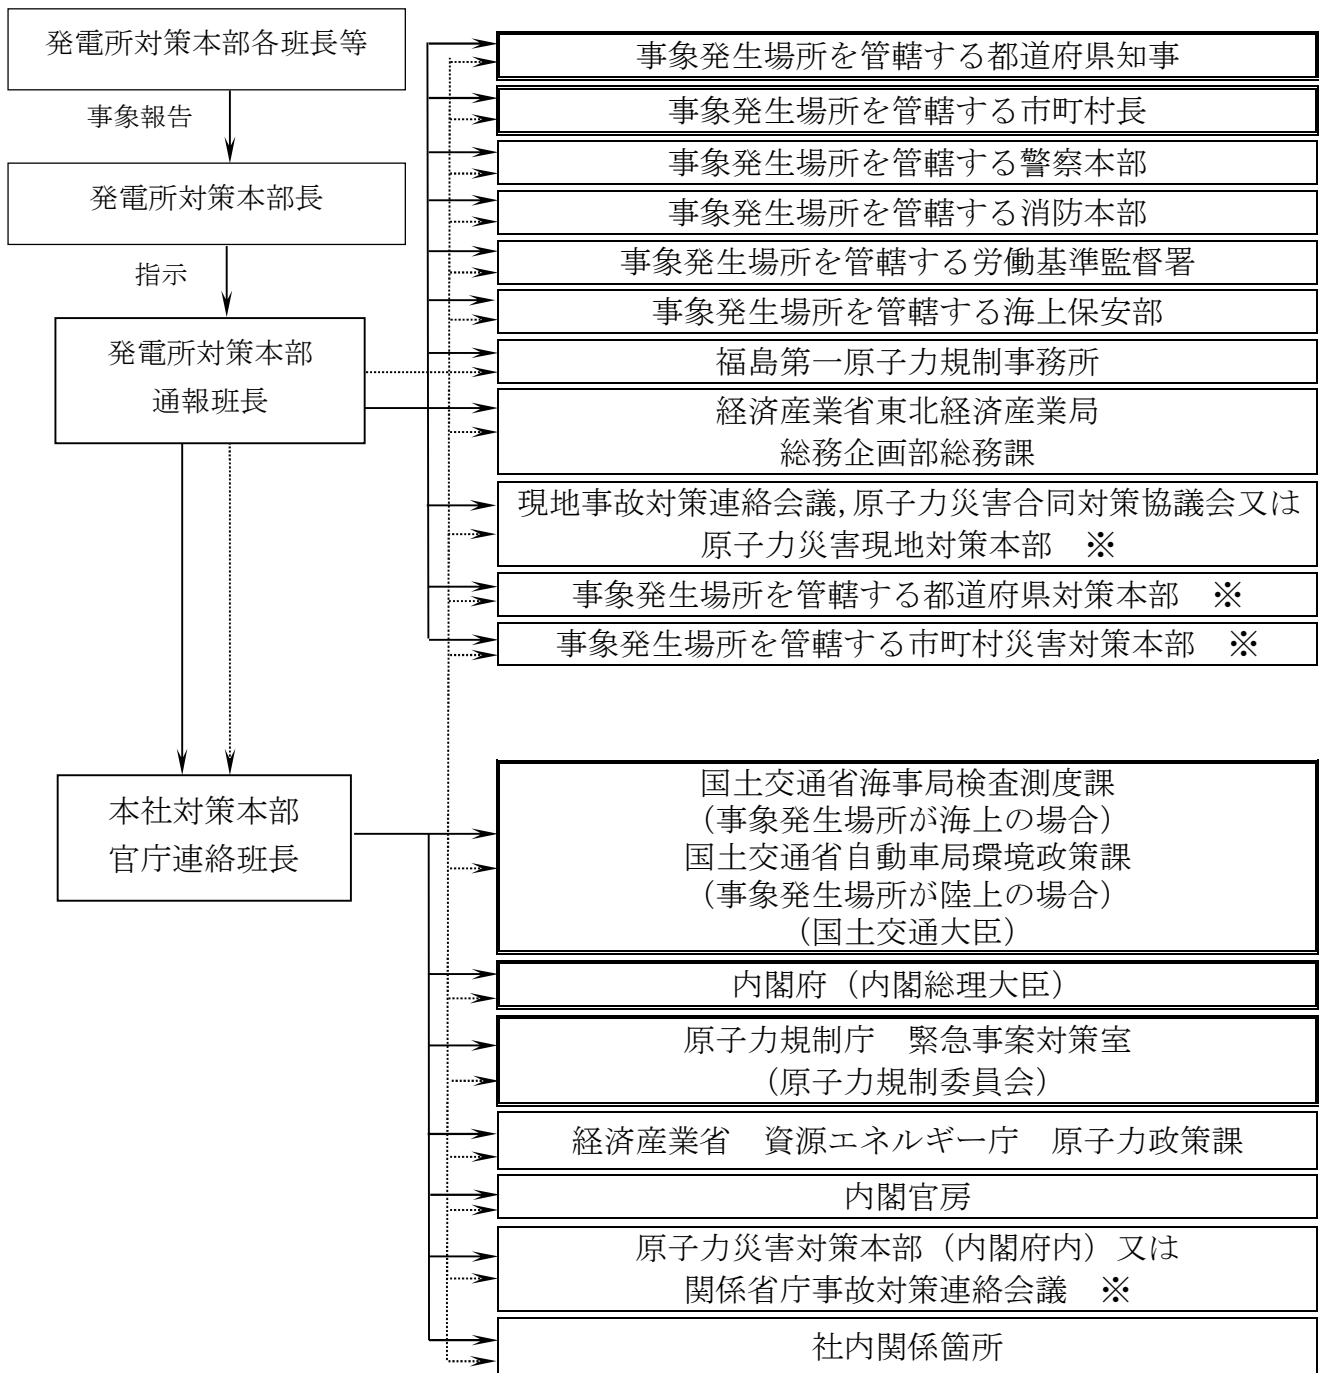 発電所対策本部各班長等
事象報告
発電所対策本部長
指示
発電所対策本部
通報班長
本社対策本部
官庁連絡班長
事象発生場所を管轄する都道府県知事
事象発生場所を管轄する市町村長
事象発生場所を管轄する警察本部
事象発生場所を管轄する消防本部
事象発生場所を管轄する労働基準監督署
事象発生場所を管轄する海上保安部
福島第一原子力規制事務所
経済産業省東北経済産業局
総務企画部総務課
現地事故対策連絡会議,原子力災害合同対策協議会又は
原子力災害現地対策本部　※
事象発生場所を管轄する都道府県対策本部　※
事象発生場所を管轄する市町村災害対策本部　※
国土交通省海事局検査測度課
（事象発生場所が海上の場合）
国土交通省自動車局環境政策課
（事象発生場所が陸上の場合）
（国土交通大臣）
内閣府（内閣総理大臣）
原子力規制庁　緊急事案対策室
（原子力規制委員会）
経済産業省　資源エネルギー庁　原子力政策課
内閣官房
原子力災害対策本部（内閣府内）又は
関係省庁事故対策連絡会議　※
社内関係箇所